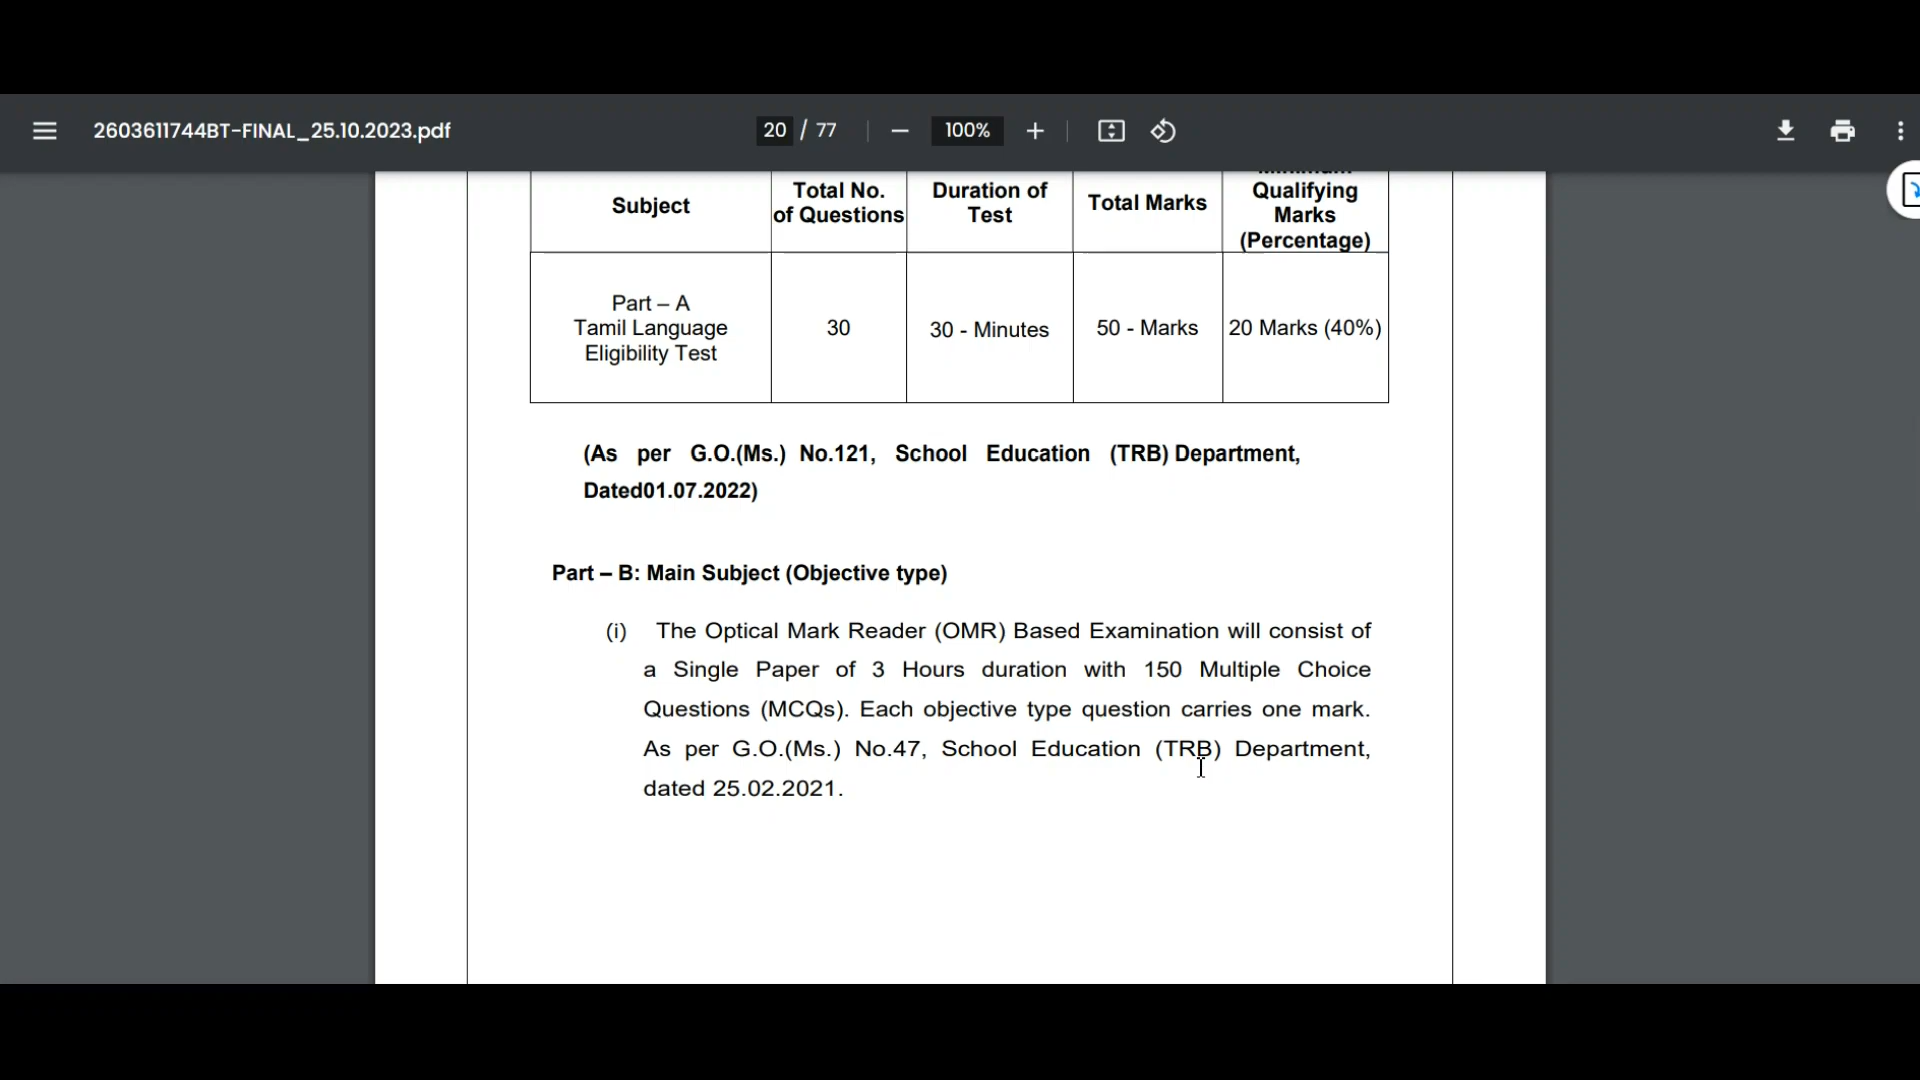 2603611744BT-FINAL_25.10.2023.pdf
20 / 77
100%
Subject
Total No.
of Questions
Duration of
Test
Total Marks
Qualifying
Marks
(Percentage)
Part – A
Tamil Language
Eligibility Test
30
30 - Minutes
50 - Marks
20 Marks (40%)
(As per G.O.(Ms.) No.121, School Education (TRB) Department,
Dated01.07.2022)
Part – B: Main Subject (Objective type)
(i) The Optical Mark Reader (OMR) Based Examination will consist of
a Single Paper of 3 Hours duration with 150 Multiple Choice
Questions (MCQs). Each objective type question carries one mark.
As per G.O.(Ms.) No.47, School Education (TRB) Department,
dated 25.02.2021.